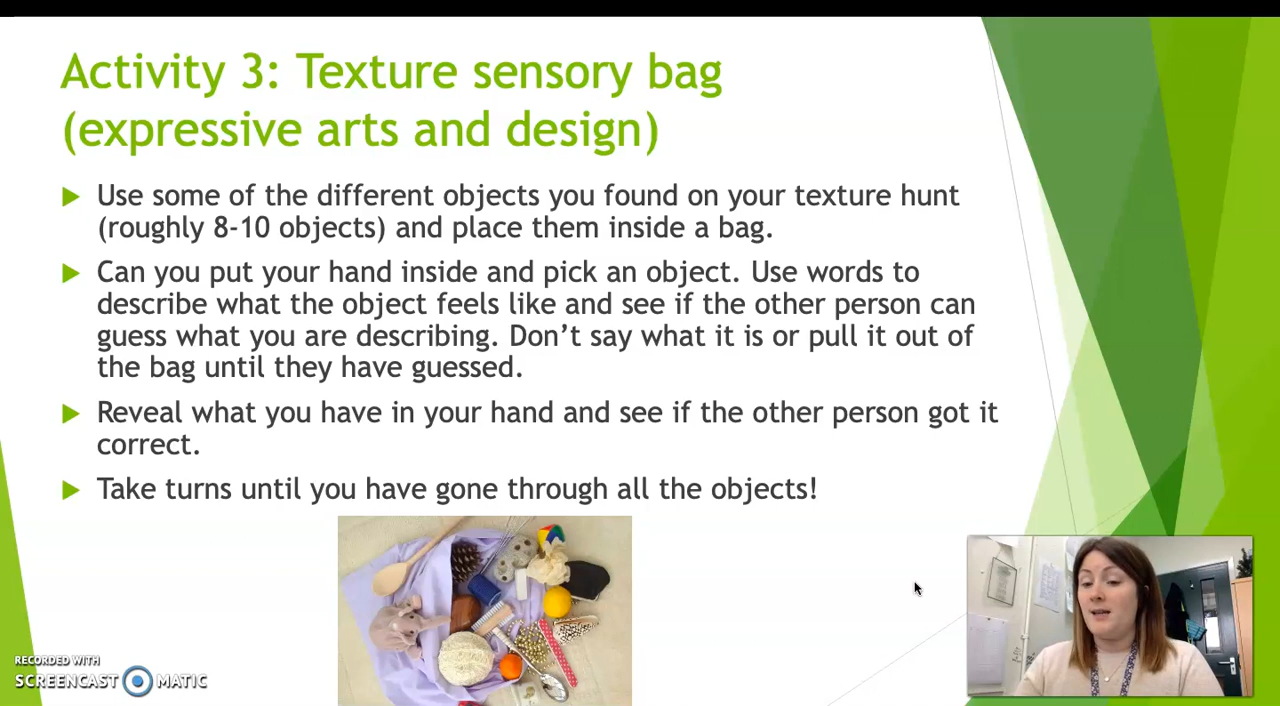 Activity 3: Texture sensory bag
(expressive arts and design)
Use some of the different objects you found on your texture hunt
(roughly 8-10 objects) and place them inside a bag.
Can you put your hand inside and pick an object. Use words to
describe what the object feels like and see if the other person can
guess what you are describing. Don’t say what it is or pull it out of
the bag until they have guessed.
Reveal what you have in your hand and see if the other person got it
correct.
Take turns until you have gone through all the objects!
RECORDED WITH
SCREENCAST MATIC